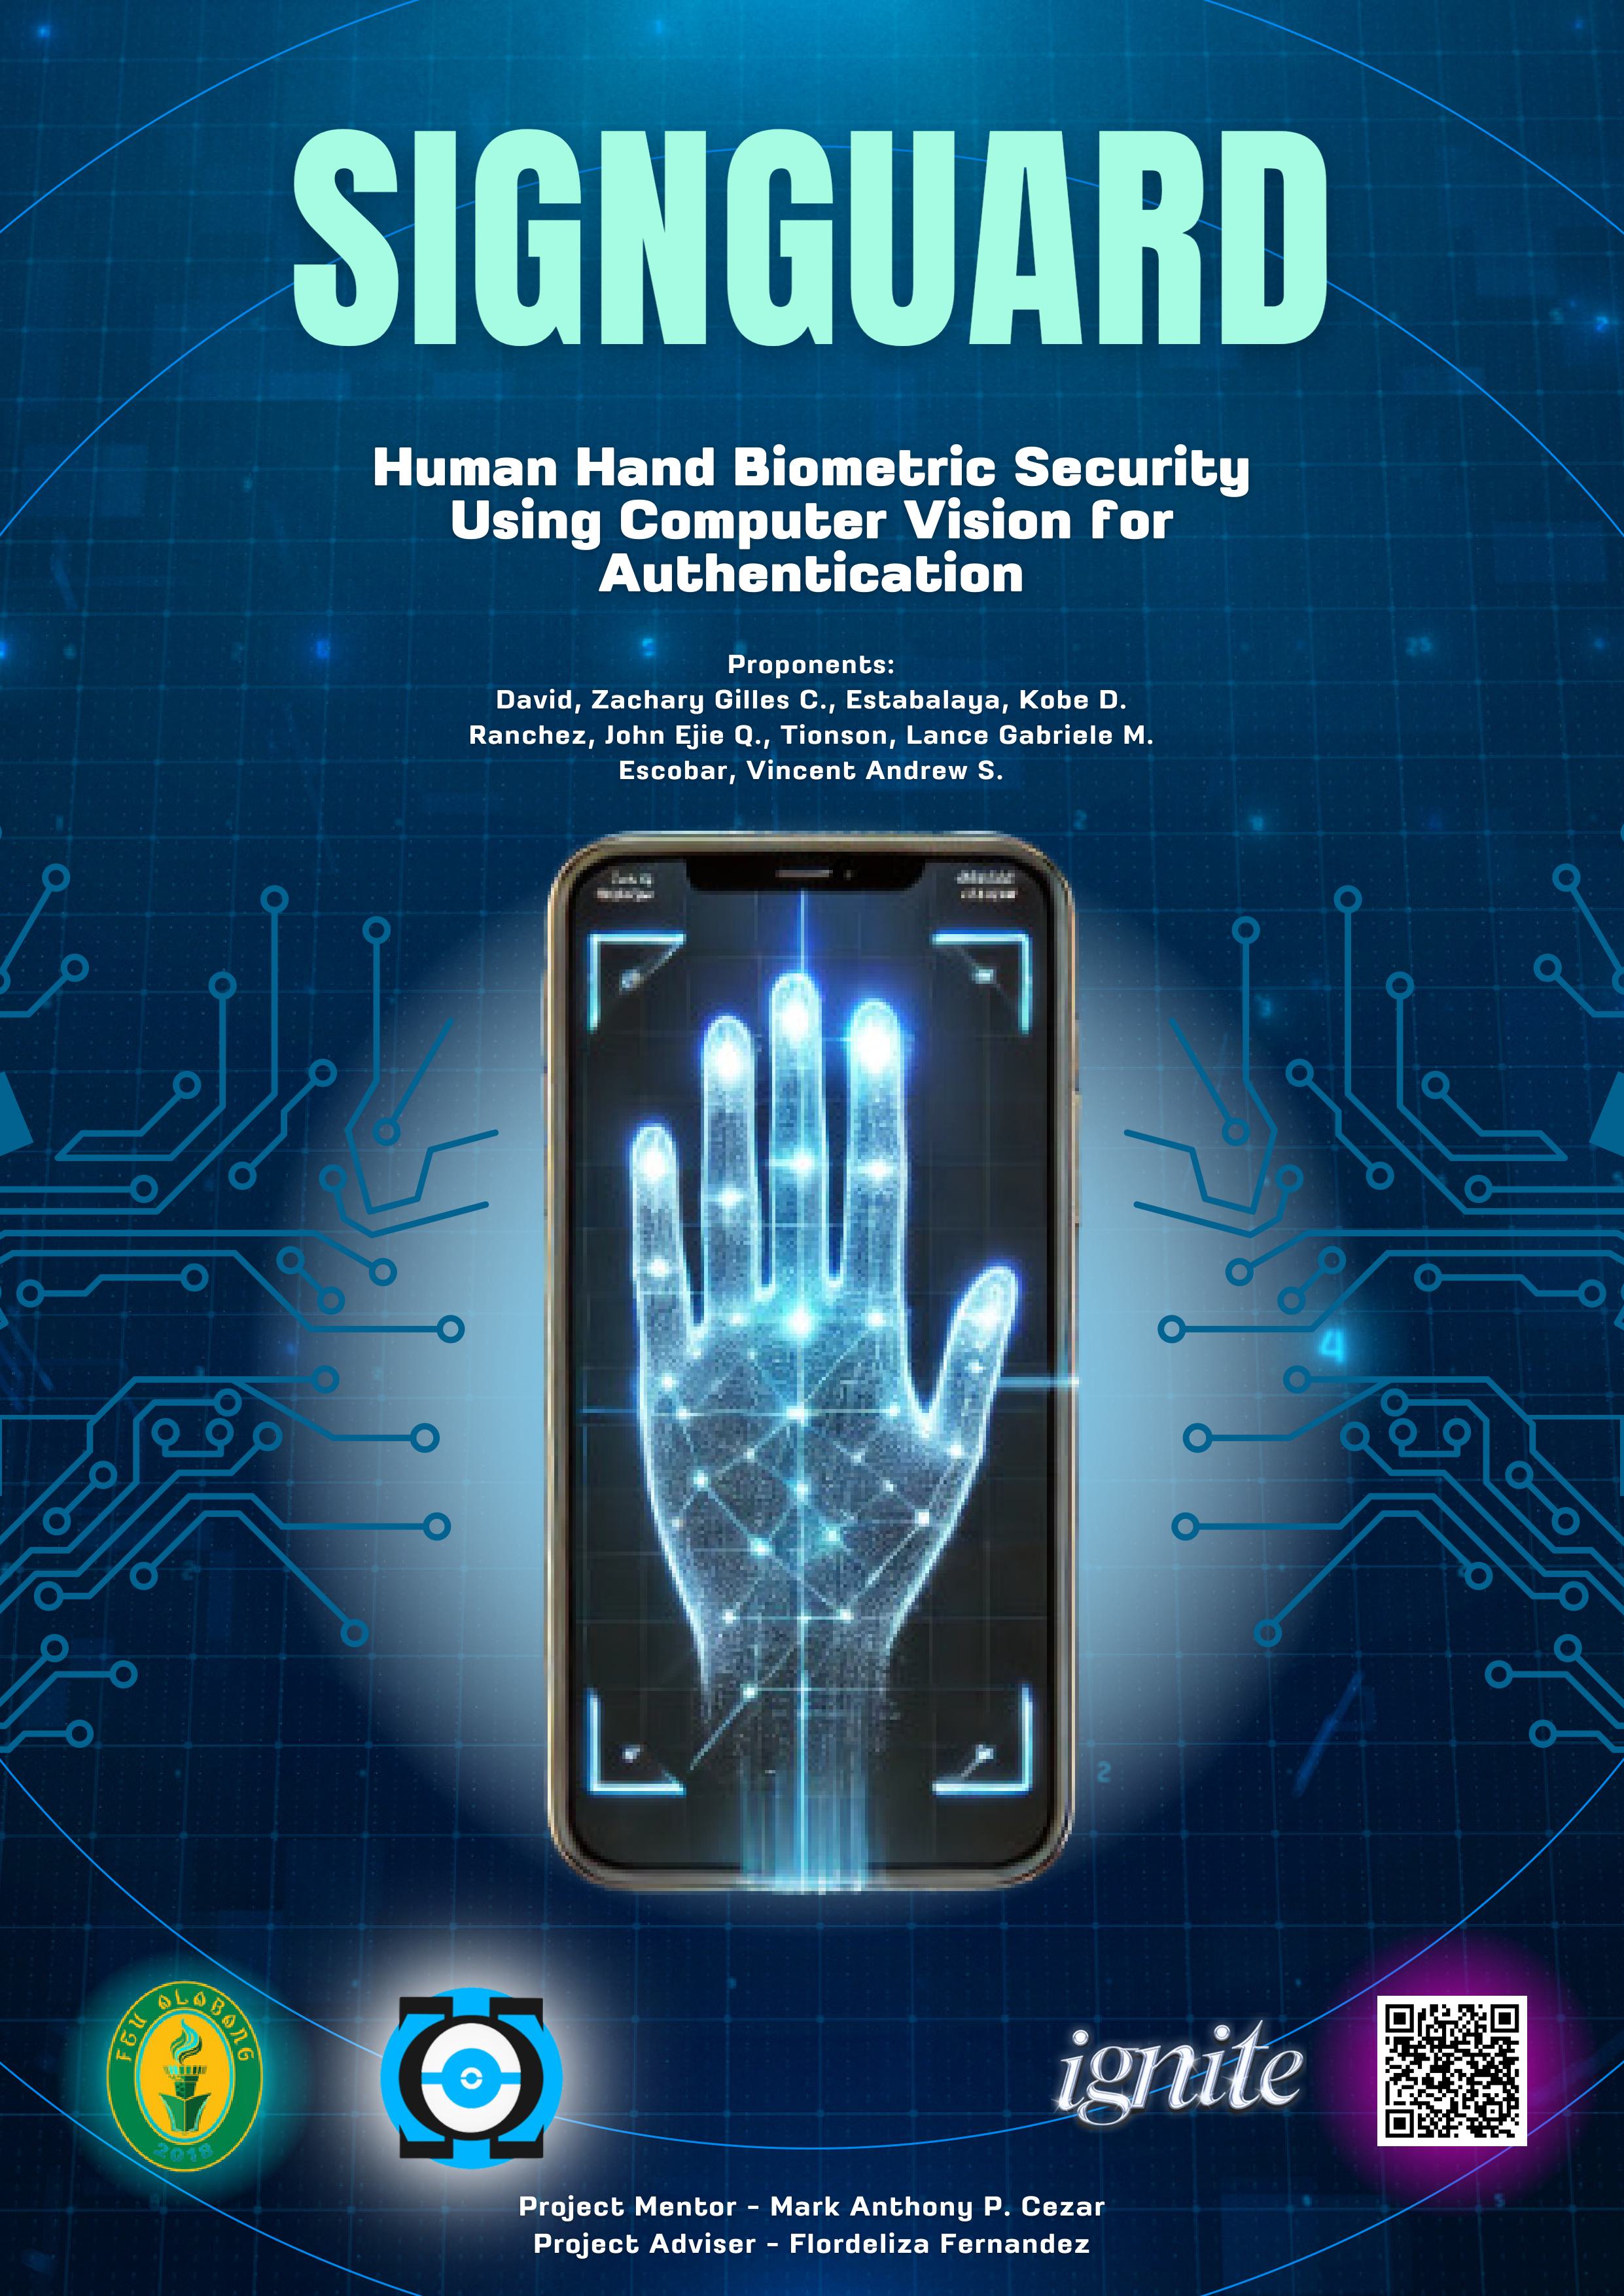 SIGNGUARD
Human Hand Biometric Security
Using Computer Vision for
Authentication
Proponents:
David, Zachary Gilles C., Estabalaya, Kobe D.
Ranchez, John Ejie Q., Tionson, Lance Gabriele M.
Escobar, Vincent Andrew S.
4
2
FEU ALABANG
2018
ignite
Project Mentor - Mark Anthony P. Cezar
Project Adviser - Flordeliza Fernandez